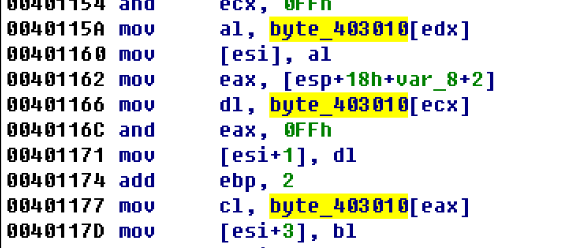 00401154 and ecx, 0FFh
0040115A mov al, byte_403010[edx]
00401160 mov [esi], al
00401162 mov eax, [esp+18h+var_8+2]
00401166 mov dl, byte_403010[ecx]
0040116C and eax, 0FFh
00401171 mov [esi+1], dl
00401174 add ebp, 2
00401177 mov cl, byte_403010[eax]
0040117D mov [esi+3], bl